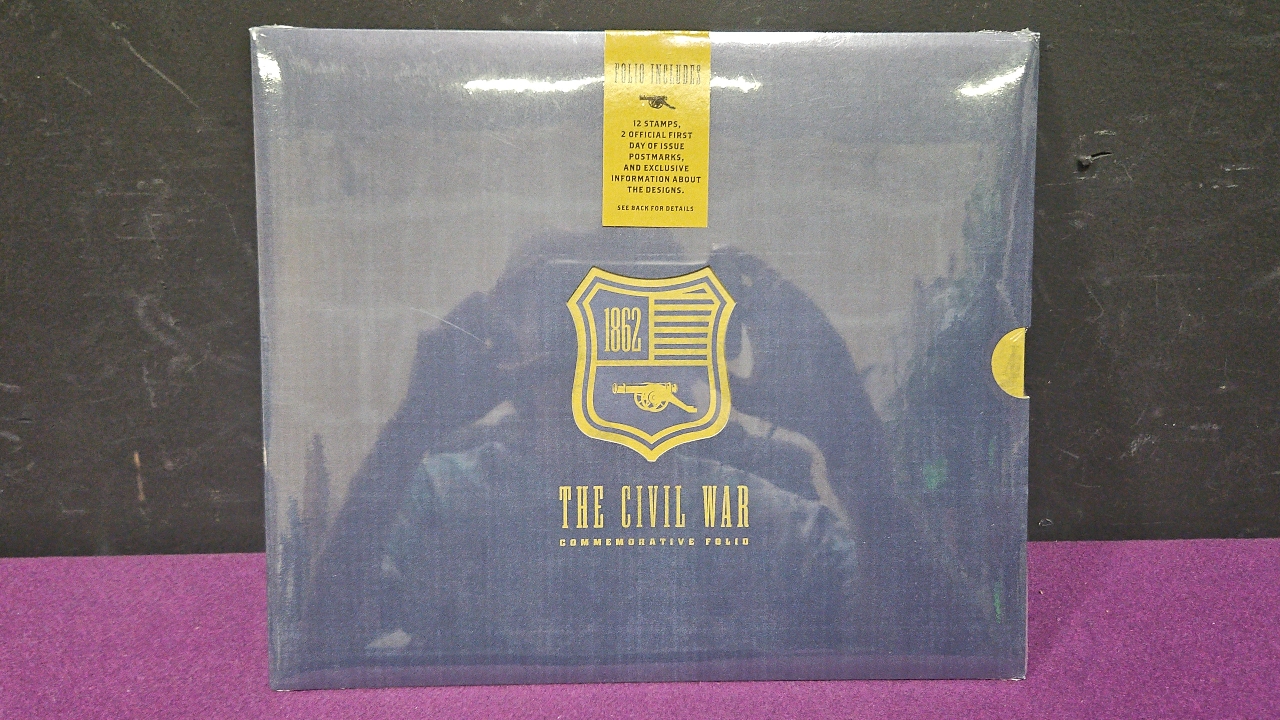 FOLIO INCLUDES
12 STAMPS,
2 OFFICIAL FIRST
DAY OF ISSUE
POSTMARKS,
AND EXCLUSIVE
INFORMATION ABOUT
THE DESIGNS.
SEE BACK FOR DETAILS
1862
THE CIVIL WAR
COMMEMORATIVE FOLIO